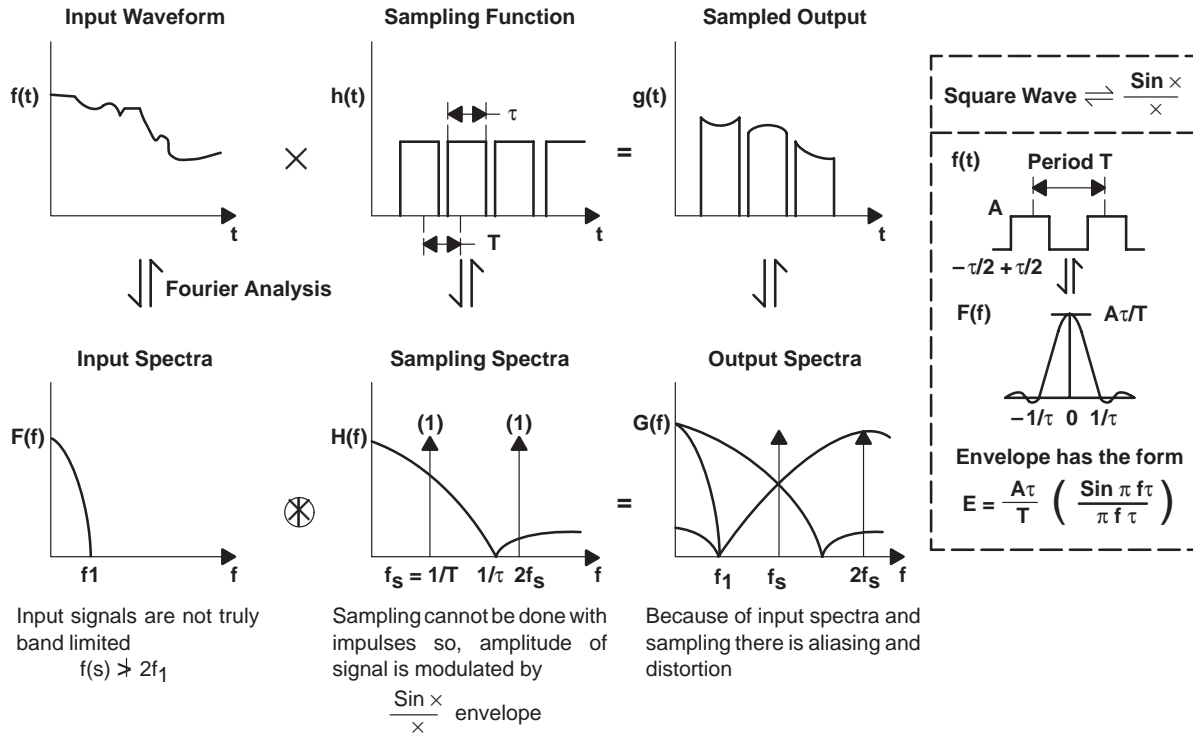 Input Waveform
Sampling Function
Sampled Output
f(t)
t
×
h(t)
τ
T
t
=
g(t)
t
Fourier Analysis
Input Spectra
Sampling Spectra
Output Spectra
F(f)
f1
f
H(f)
(1)
(1)
fs = 1/T
1/τ
2fs
f
=
G(f)
f1
fs
2fs
f
Input signals are not truly
band limited
f(s) ≯ 2f1
Sampling cannot be done with
impulses so, amplitude of
signal is modulated by
Sin ×
×
envelope
Because of input spectra and
sampling there is aliasing and
distortion
Square Wave ⇌ Sin ×
×
f(t)
Period T
A
−τ/2 +τ/2
F(f)
Aτ/T
−1/τ 0 1/τ
Envelope has the form
E = Aτ/T ( Sin π fτ / π f τ )